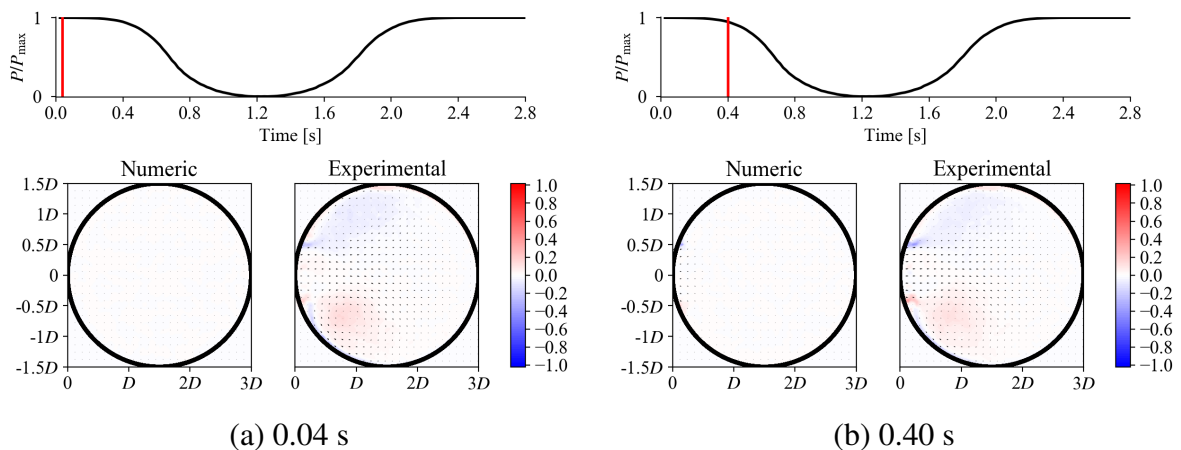 1
0
P/Pmax
0.0 0.4 0.8 1.2 1.6 2.0 2.4 2.8
Time [s]
Numeric
Experimental
1.5D
1D
0.5D
0
-0.5D
-1D
-1.5D
0 D 2D 3D
0 D 2D 3D
1.0
0.8
0.6
0.4
0.2
0.0
−0.2
−0.4
−0.6
−0.8
−1.0
(a) 0.04 s
1
0
P/Pmax
0.0 0.4 0.8 1.2 1.6 2.0 2.4 2.8
Time [s]
Numeric
Experimental
1.5D
1D
0.5D
0
-0.5D
-1D
-1.5D
0 D 2D 3D
0 D 2D 3D
1.0
0.8
0.6
0.4
0.2
0.0
−0.2
−0.4
−0.6
−0.8
−1.0
(b) 0.40 s